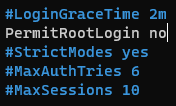 #LoginGraceTime 2m
PermitRootLogin no
#StrictModes yes
#MaxAuthTries 6
#MaxSessions 10